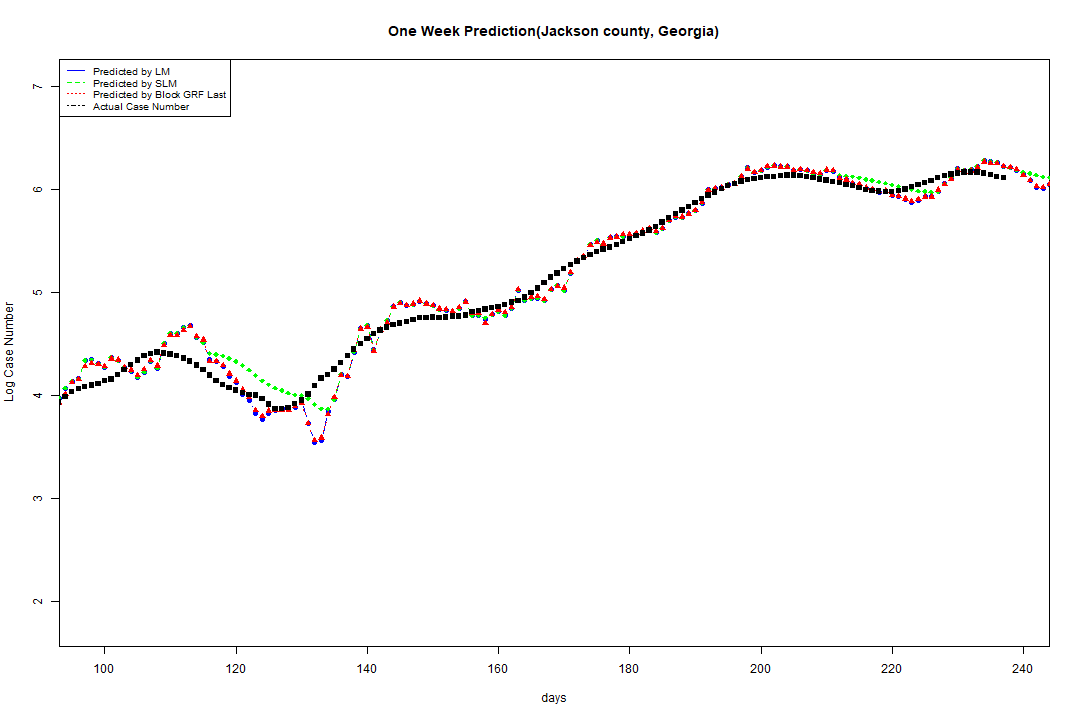 One Week Prediction(Jackson county, Georgia)
Predicted by LM
Predicted by SLM
Predicted by Block GRF Last
Actual Case Number
7
6
5
4
3
2
Log Case Number
100 120 140 160 180 200 220 240
days